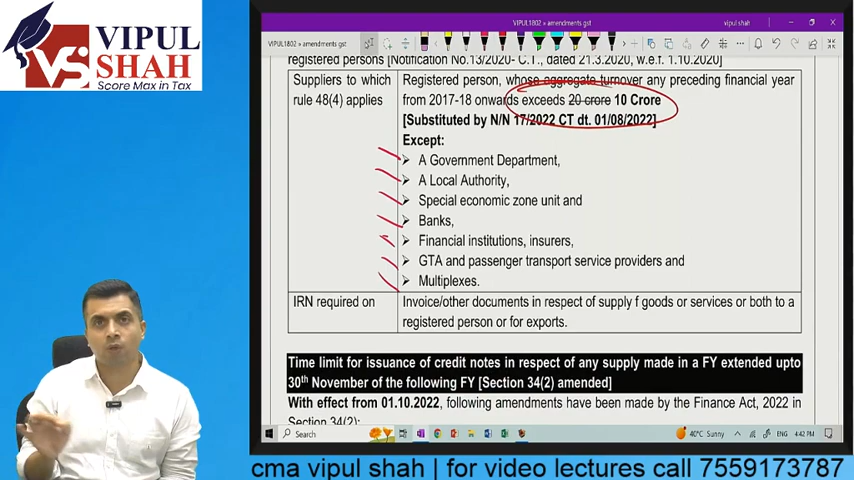 VIPUL
SHAH
Score Max in Tax
VS
VIPUL1802 » amendments gst
vipul shah
VIPUL1802 » amendments gst
registered persons [Notification No.13/2020- C.T., dated 21.3.2020, w.e.f. 1.10.2020]
Suppliers to which
rule 48(4) applies
Registered person, whose aggregate turnover any preceding financial year
from 2017-18 onwards exceeds 20 crore 10 Crore
[Substituted by N/N 17/2022 CT dt. 01/08/2022]
Except:
➢ A Government Department,
➢ A Local Authority,
➢ Special economic zone unit and
➢ Banks,
➢ Financial institutions, insurers,
➢ GTA and passenger transport service providers and
➢ Multiplexes.
IRN required on
Invoice/other documents in respect of supply f goods or services or both to a
registered person or for exports.
Time limit for issuance of credit notes in respect of any supply made in a FY extended upto
30th November of the following FY [Section 34(2) amended]
With effect from 01.10.2022, following amendments have been made by the Finance Act, 2022 in
Section 34(2):
Search
40°C Sunny
ENG
4:42 PM
cma vipul shah | for video lectures call 7559173787